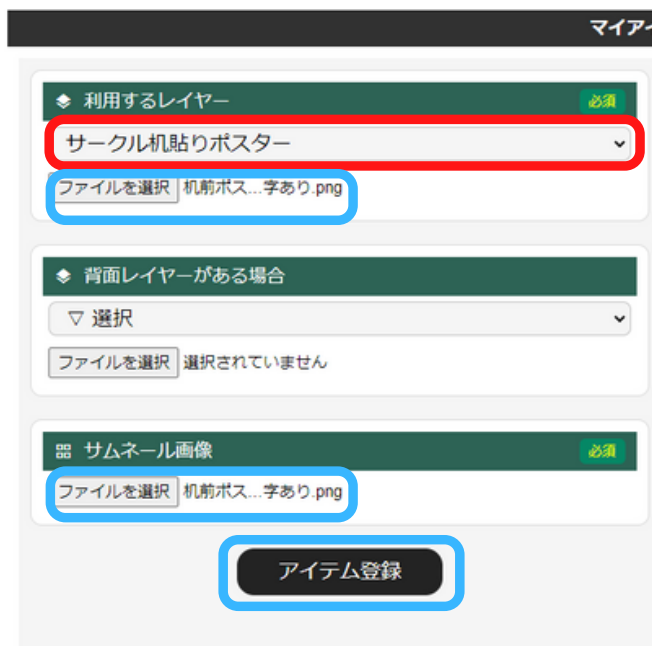 マイア
利用するレイヤー 必須
サークル机貼りポスター
ファイルを選択 机前ポス...字あり.png
背面レイヤーがある場合
▽ 選択
ファイルを選択 選択されていません
サムネール画像 必須
ファイルを選択 机前ポス...字あり.png
アイテム登録